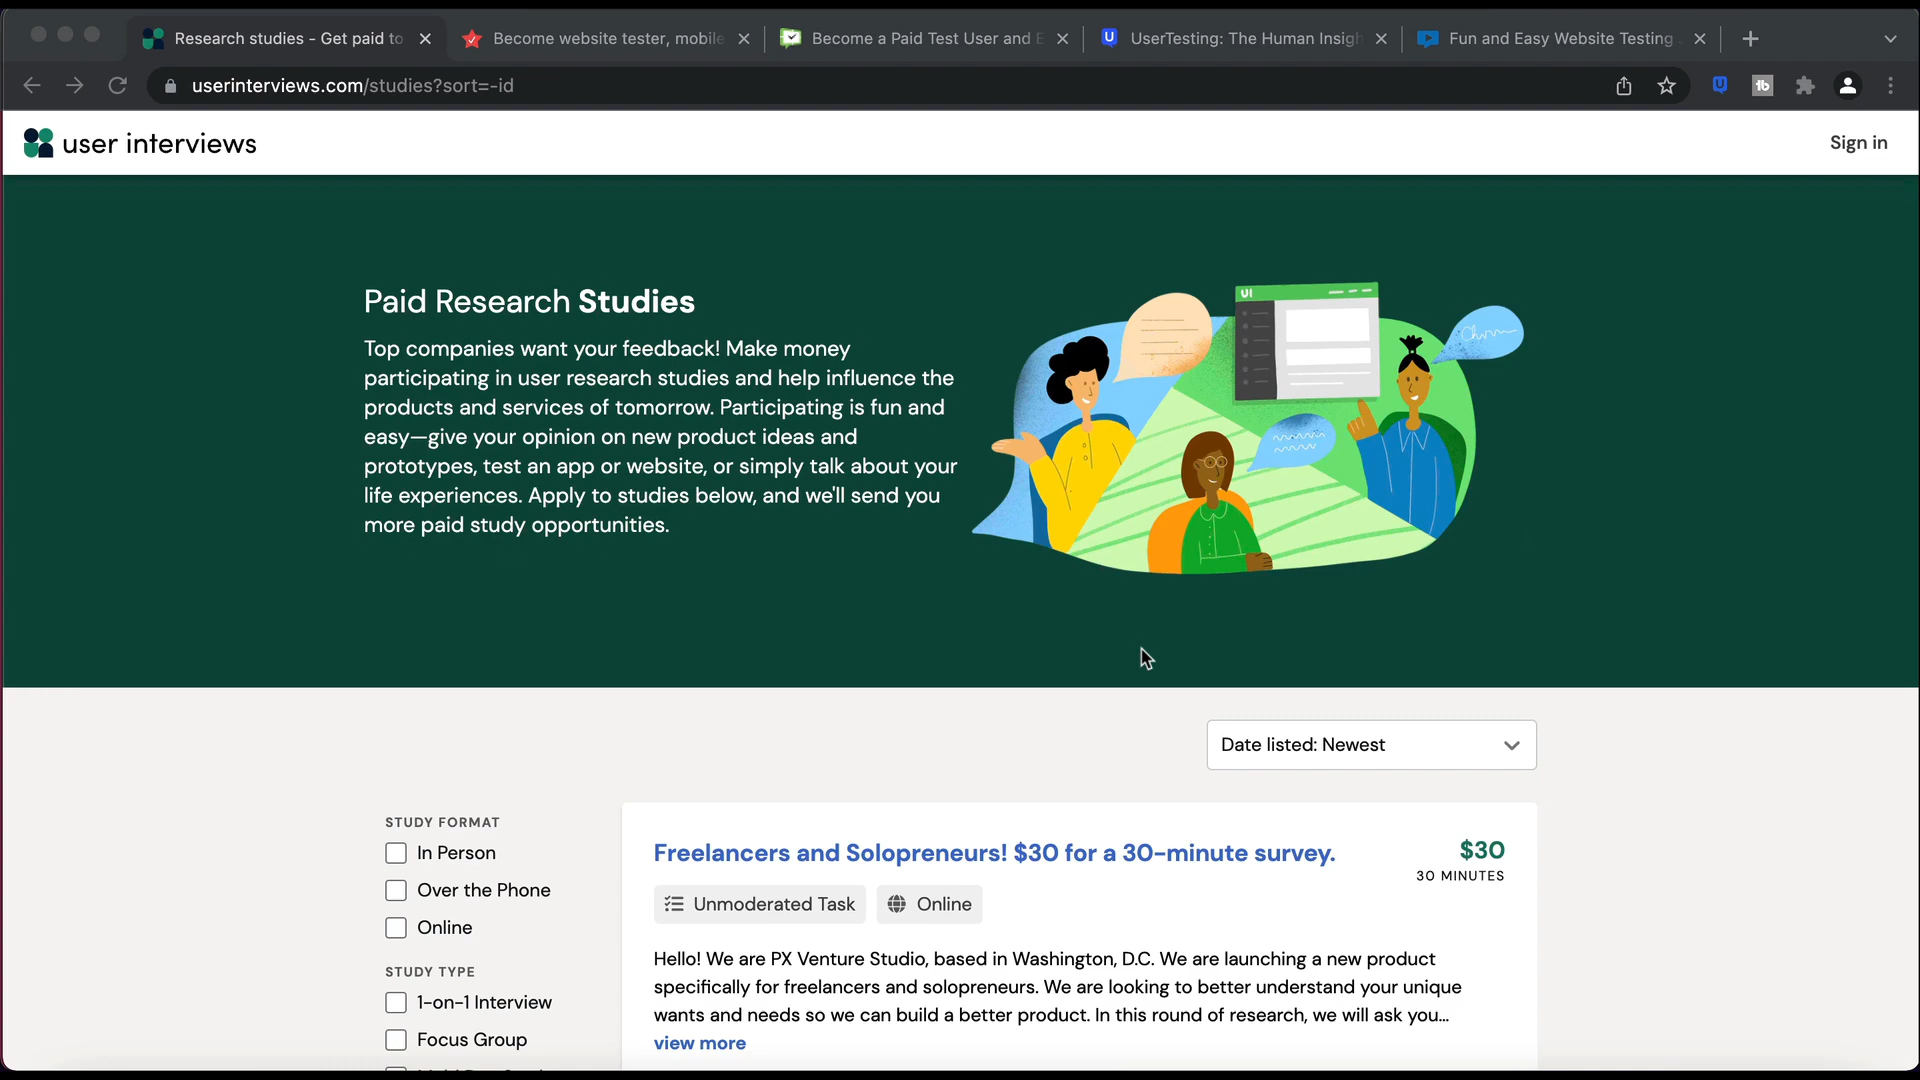 Research studies - Get paid to
Become website tester, mobile
Become a Paid Test User and E
UserTesting: The Human Insigh
Fun and Easy Website Testing
userinterviews.com/studies?sort=-id
user interviews
Sign in
UI
Paid Research Studies
Top companies want your feedback! Make money
participating in user research studies and help influence the
products and services of tomorrow. Participating is fun and
easy—give your opinion on new product ideas and
prototypes, test an app or website, or simply talk about your
life experiences. Apply to studies below, and we'll send you
more paid study opportunities.
Date listed: Newest
STUDY FORMAT
In Person
Over the Phone
Online
STUDY TYPE
1-on-1 Interview
Focus Group
Freelancers and Solopreneurs! $30 for a 30-minute survey.
$30
30 MINUTES
Unmoderated Task
Online
Hello! We are PX Venture Studio, based in Washington, D.C. We are launching a new product
specifically for freelancers and solopreneurs. We are looking to better understand your unique
wants and needs so we can build a better product. In this round of research, we will ask you...
view more